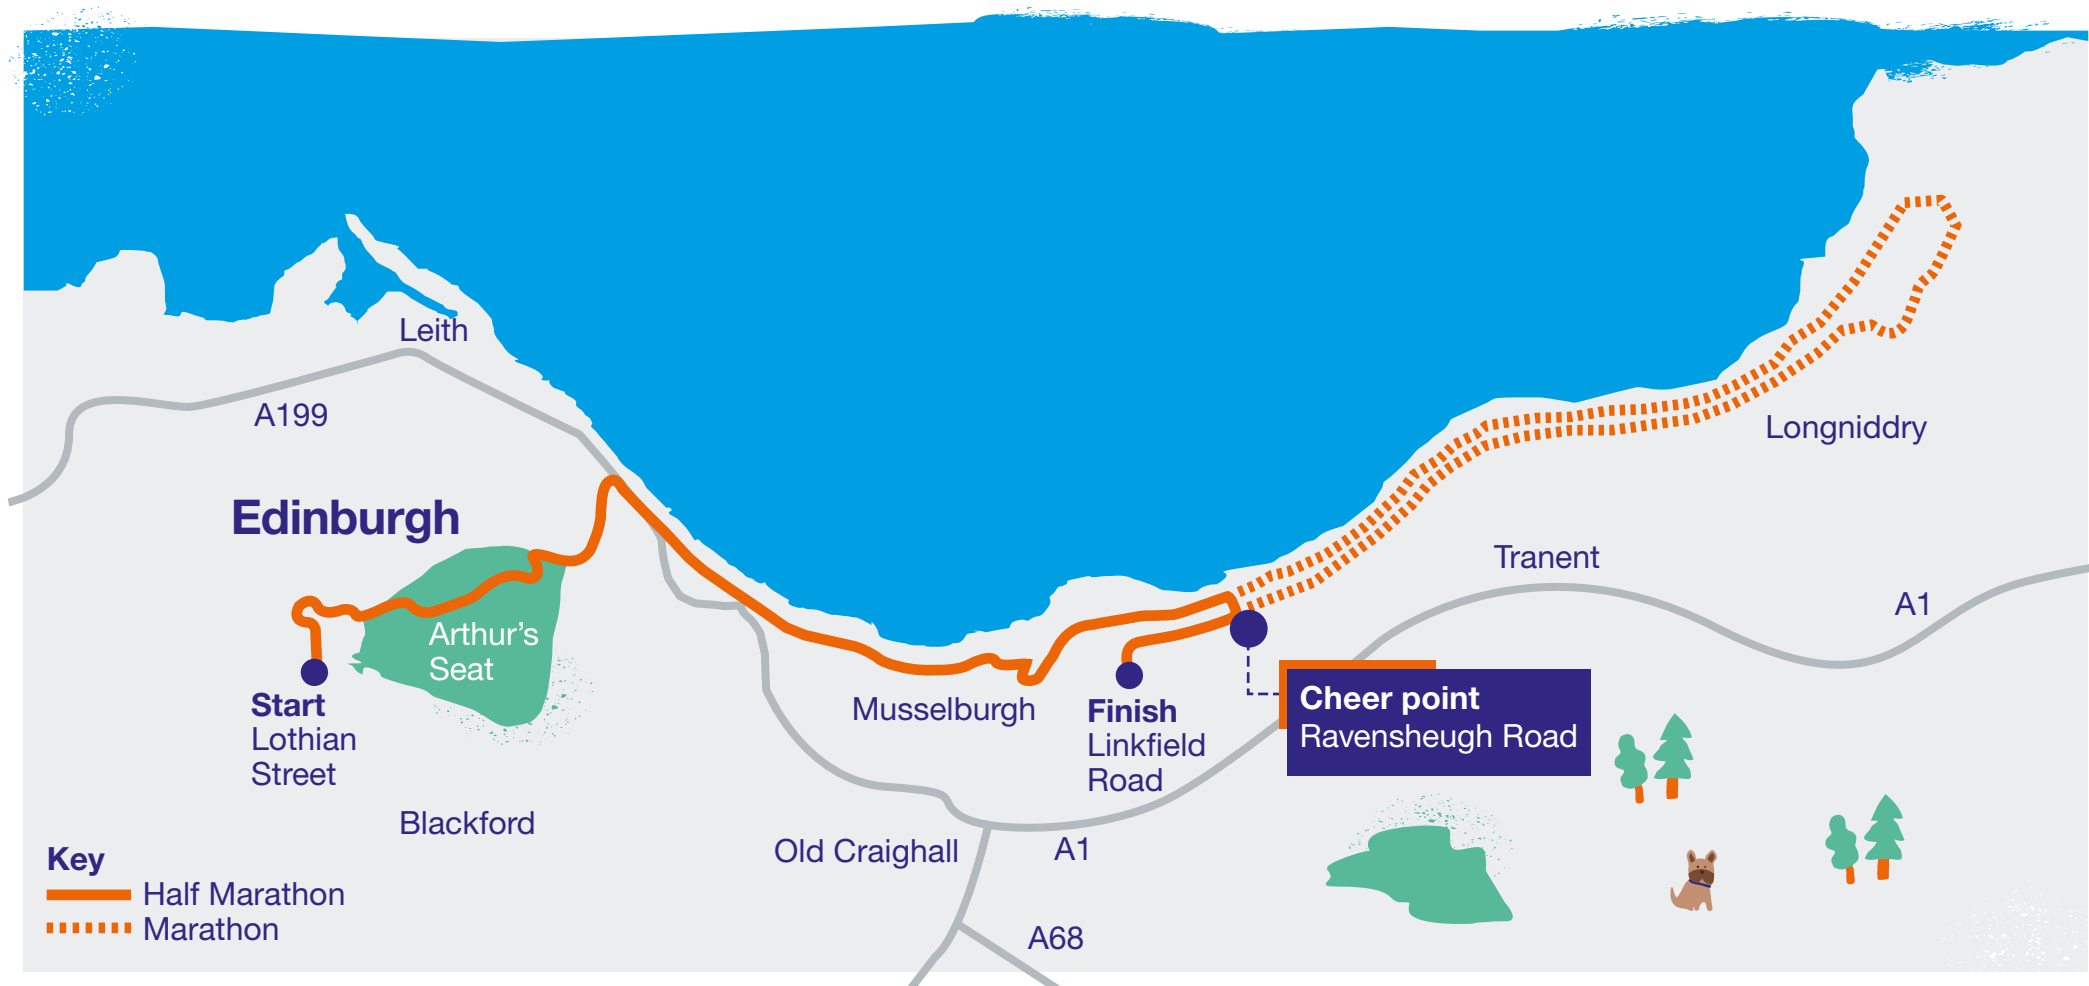 Leith
A199
Edinburgh
Arthur’s
Seat
Start
Lothian
Street
Blackford
Musselburgh
Finish
Linkfield
Road
Cheer point
Ravensheugh Road
Longniddry
Tranent
A1
Old Craighall
A1
A68
Key
Half Marathon
Marathon